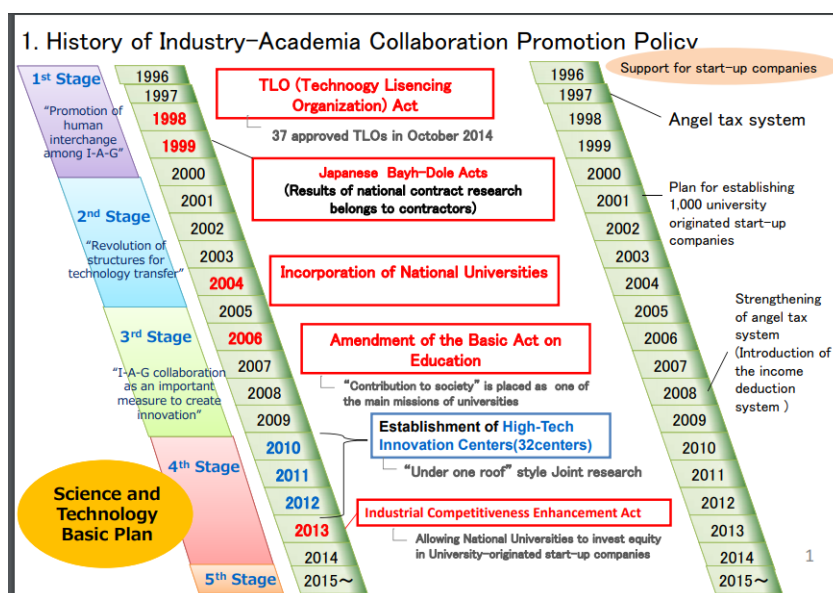 1. History of Industry-Academia Collaboration Promotion Policy
1st Stage
"Promotion of
human
interchange
among I-A-G"
2nd Stage
"Revolution of
structures for
technology transfer"
3rd Stage
"I-A-G collaboration
as an important
measure to create
innovation"
4th Stage
5th Stage
Science and
Technology
Basic Plan
1996
1997
1998
1999
2000
2001
2002
2003
2004
2005
2006
2007
2008
2009
2010
2011
2012
2013
2014
2015～
TLO (Technoogy Lisencing
Organization) Act
37 approved TLOs in October 2014
Japanese Bayh-Dole Acts
(Results of national contract research
belongs to contractors)
Incorporation of National Universities
Amendment of the Basic Act on
Education
"Contribution to society" is placed as one of
the main missions of universities
Establishment of High-Tech
Innovation Centers(32centers)
"Under one roof" style Joint research
Industrial Competitiveness Enhancement Act
Allowing National Universities to invest equity
in University-originated start-up companies
1996
1997
1998
1999
2000
2001
2002
2003
2004
2005
2006
2007
2008
2009
2010
2011
2012
2013
2014
2015～
Support for start-up companies
Angel tax system
Plan for establishing
1,000 university
originated start-up
companies
Strengthening
of angel tax
system
(Introduction of
the income
deduction
system )
1